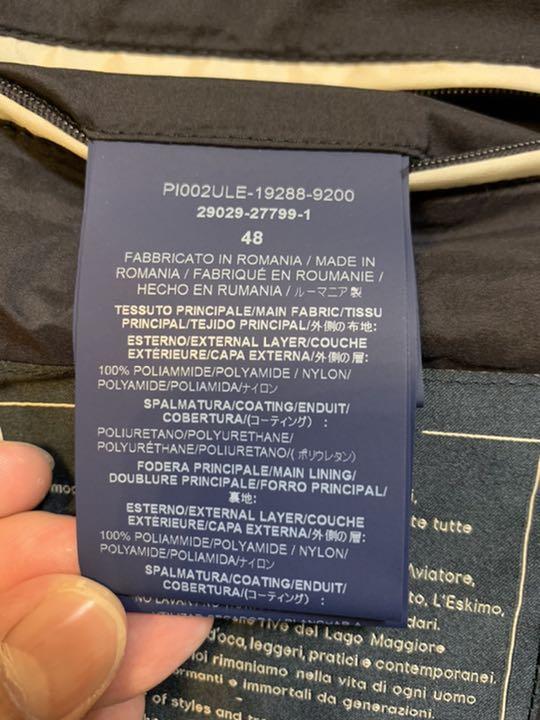 PI002ULE-19288-9200
29029-27799-1
48
FABBRICATO IN ROMANIA / MADE IN
ROMANIA / FABRIQUÉ EN ROUMANIE /
HECHO EN RUMANIA / ルーマニア製
TESSUTO PRINCIPALE/MAIN FABRIC/TISSU
PRINCIPAL/TEJIDO PRINCIPAL/外側の布地:
ESTERNO/EXTERNAL LAYER/COUCHE
EXTÉRIEURE/CAPA EXTERNA/外側の層:
100% POLIAMMIDE/POLYAMIDE / NYLON/
POLYAMIDE/POLIAMIDA/ナイロン
SPALMATURA/COATING/ENDUIT/
COBERTURA/(コーティング) :
POLIURETANO/POLYURETHANE/
POLYURÉTHANE/POLIURETANO/( ポリウレタン)
FODERA PRINCIPALE/MAIN LINING/
DOUBLURE PRINCIPALE/FORRO PRINCIPAL/
裏地:
ESTERNO/EXTERNAL LAYER/COUCHE
EXTÉRIEURE/CAPA EXTERNA/外側の層:
100% POLIAMMIDE/POLYAMIDE / NYLON/
POLYAMIDE/POLIAMIDA/ナイロン
SPALMATURA/COATING/ENDUIT/
COBERTURA/(コーティング) :
te tutte
Aviatore,
to, L'Eskimo,
dari.
del Lago Maggiore
d'oca, leggeri, pratici e contemporanei.
noi rimaniamo nella vita di ogni uomo
formanti e immortali da generazioni.
of styles and